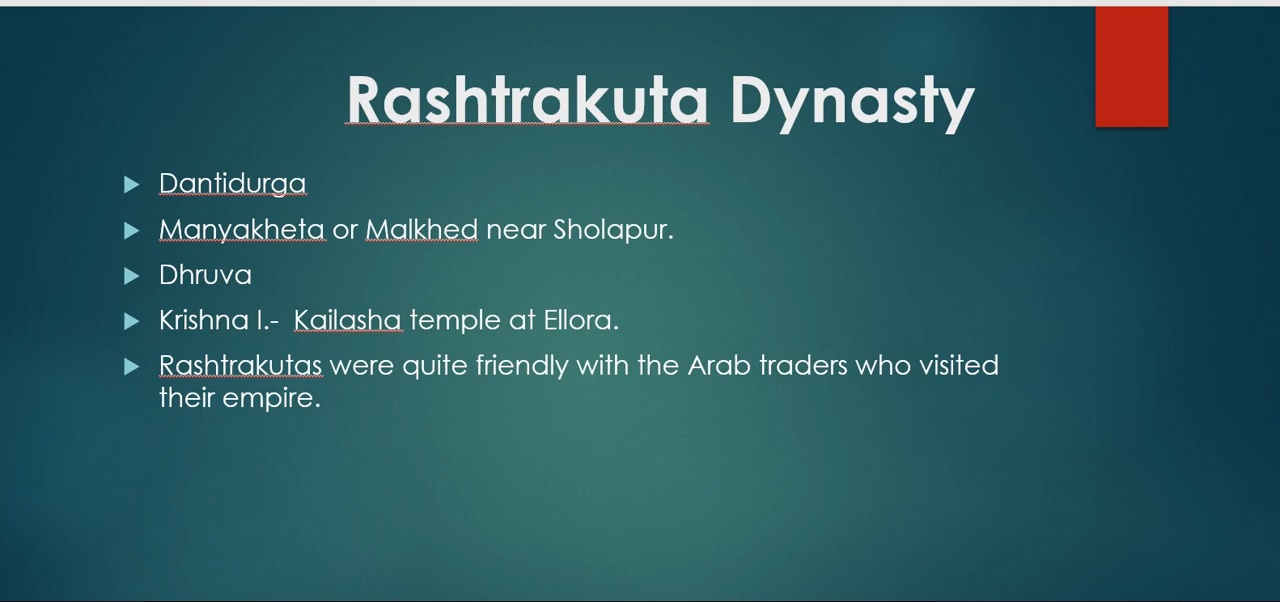 Rashtrakuta Dynasty
Dantidurga
Manyakheta or Malkhed near Sholapur.
Dhruva
Krishna I.- Kailasha temple at Ellora.
Rashtrakutas were quite friendly with the Arab traders who visited
their empire.